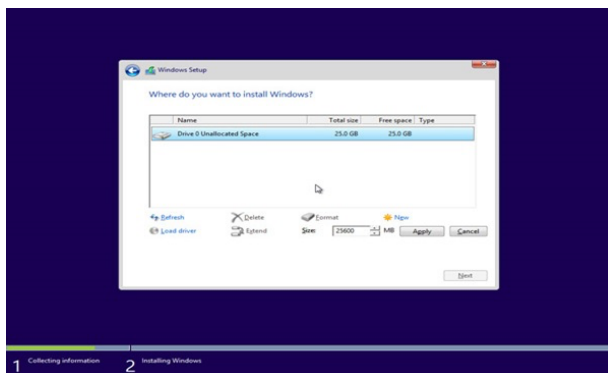 Windows Setup
Where do you want to install Windows?
Name Total size Free space Type
Drive 0 Unallocated Space 25.0 GB 25.0 GB
Refresh Delete Format New
Load driver Extend Size: 25600 MB Apply Cancel
Next
1 Collecting information 2 Installing Windows